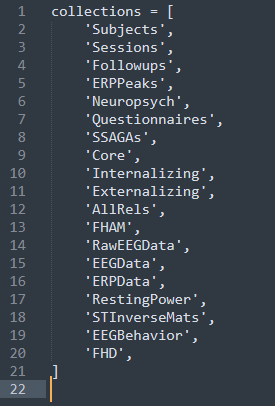 1 collections = [
2     'Subjects',
3     'Sessions',
4     'Followups',
5     'ERPPeaks',
6     'Neuropsych',
7     'Questionnaires',
8     'SSAGAs',
9     'Core',
10     'Internalizing',
11     'Externalizing',
12     'AllRels',
13     'FHAM',
14     'RawEEGData',
15     'EEGData',
16     'ERPData',
17     'RestingPower',
18     'STInverseMats',
19     'EEGBehavior',
20     'FHD',
21 ]
22